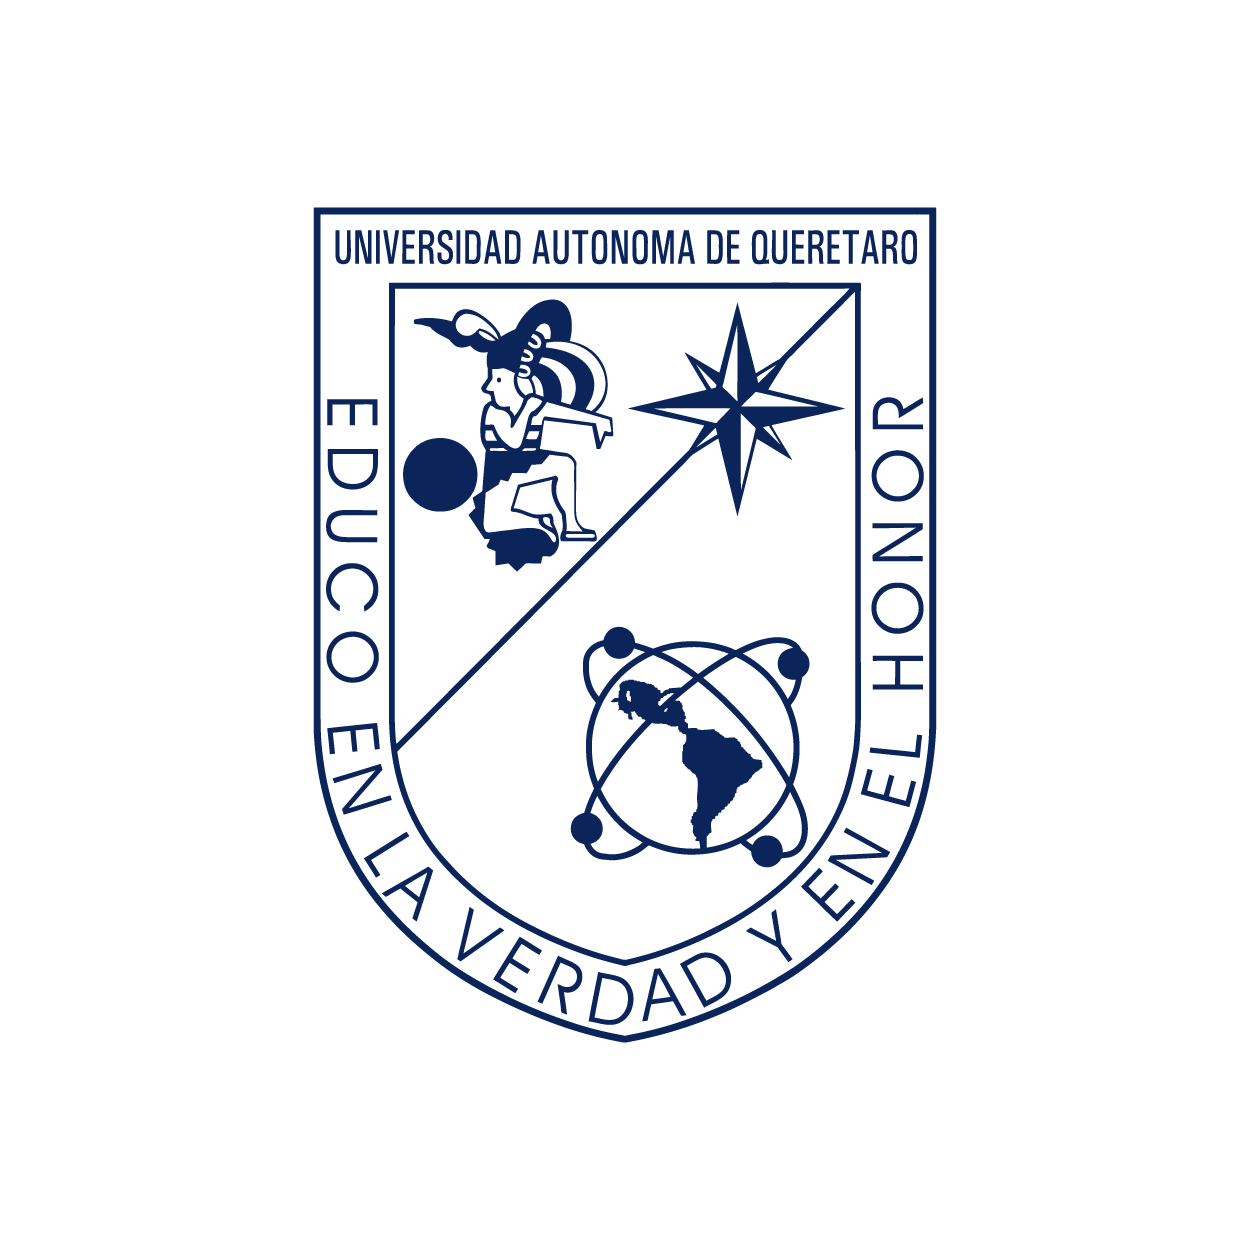 UNIVERSIDAD AUTONOMA DE QUERETARO
EDUCO EN LA VERDAD Y EN EL HONOR